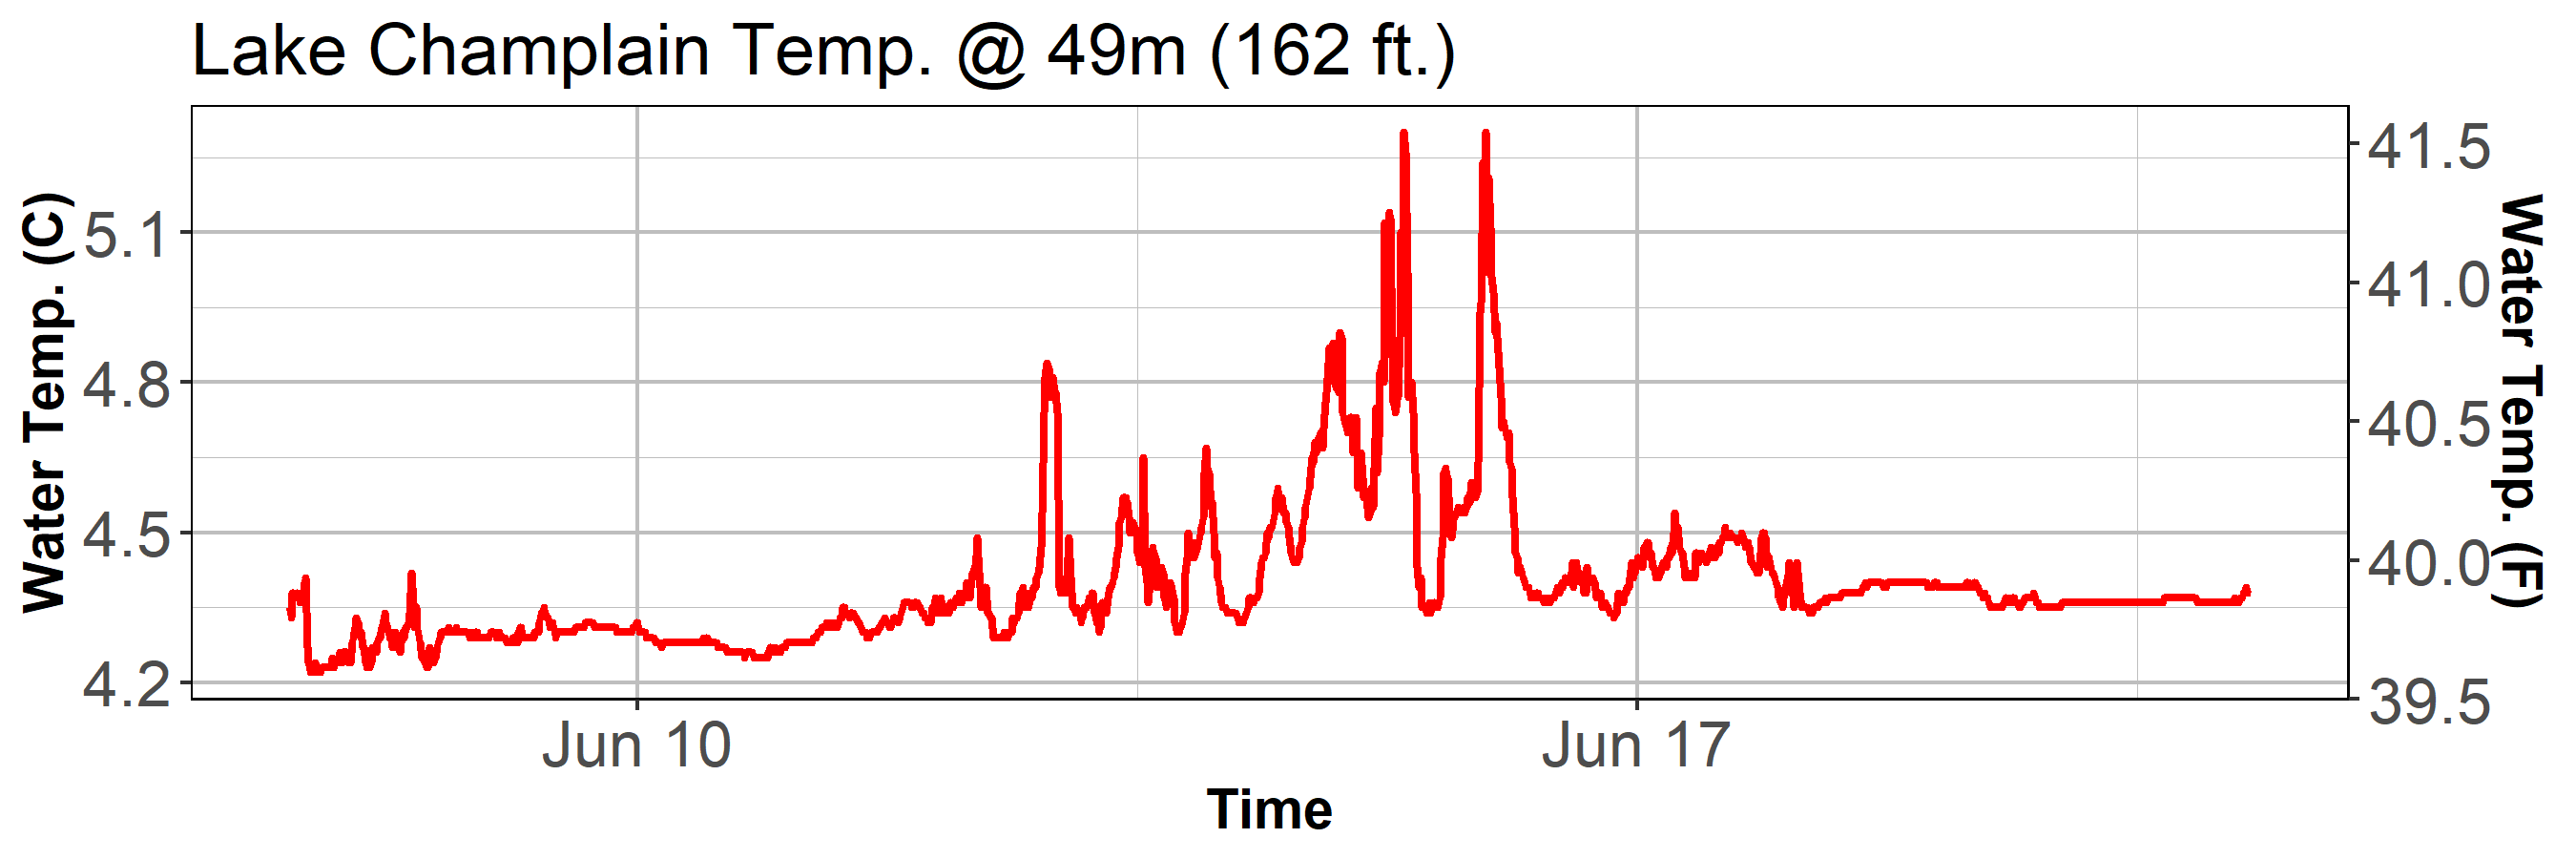 Lake Champlain Temp. @ 49m (162 ft.)
Water Temp. (C)
5.1
4.8
4.5
4.2
41.5
41.0
40.5
40.0
39.5
Water Temp. (F)
Jun 10
Jun 17
Time